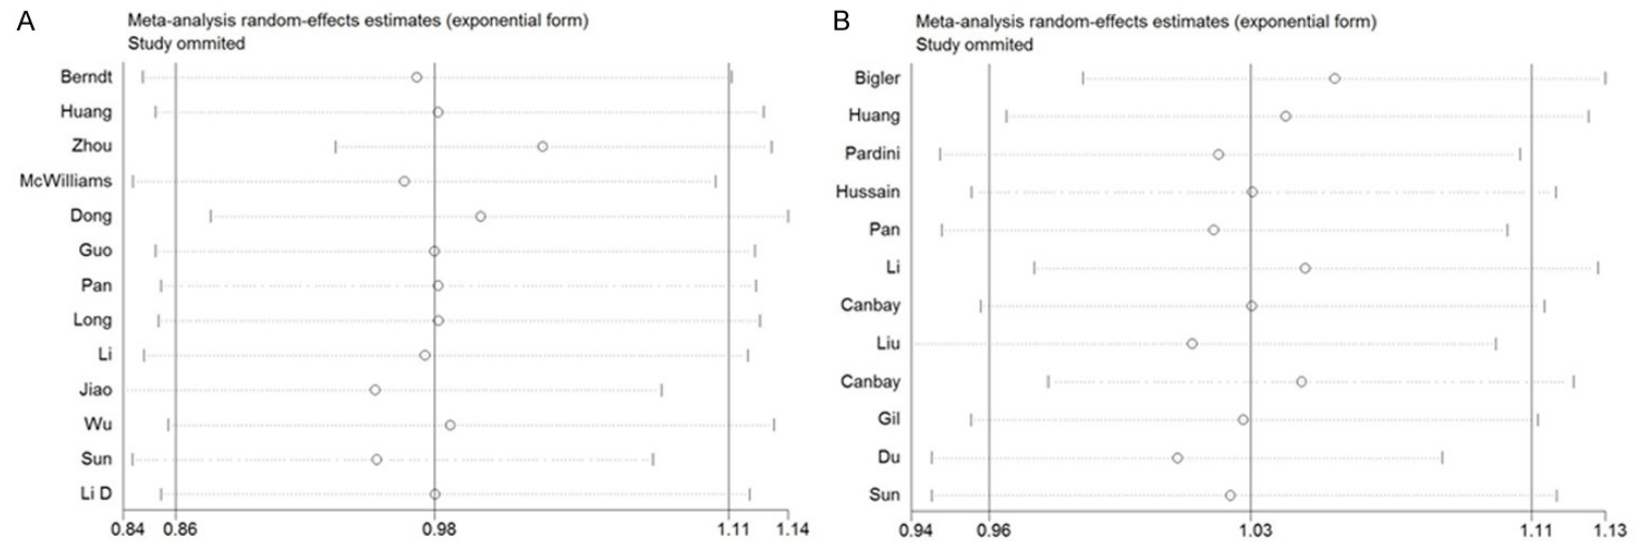 A
Meta-analysis random-effects estimates (exponential form)
Study ommited
Berndt
Huang
Zhou
McWilliams
Dong
Guo
Pan
Long
Li
Jiao
Wu
Sun
Li D
0.84 0.86 0.98 1.11 1.14
B
Meta-analysis random-effects estimates (exponential form)
Study ommited
Bigler
Huang
Pardini
Hussain
Pan
Li
Canbay
Liu
Canbay
Gil
Du
Sun
0.94 0.96 1.03 1.11 1.13